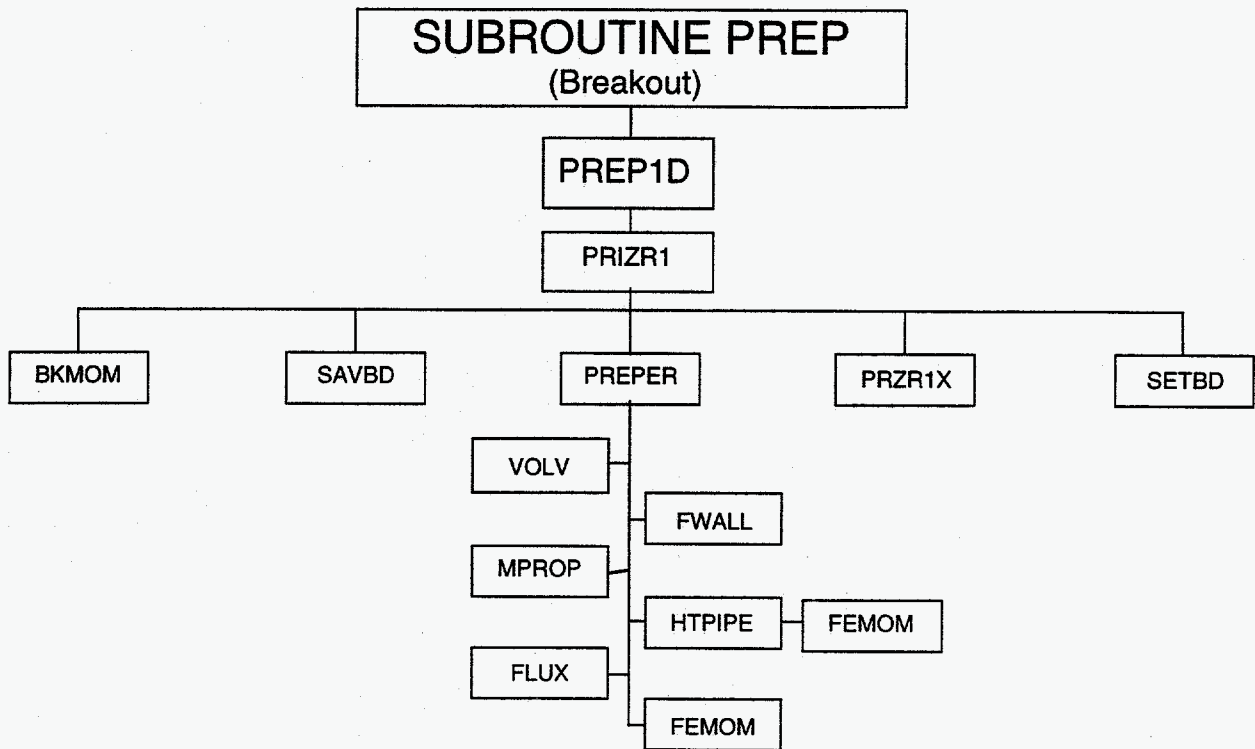 SUBROUTINE PREP
(Breakout)
PREP1D
PRIZR1
BKMOM
SAVBD
PREPER
PRZR1X
SETBD
VOLV
FWALL
MPROP
HTPIPE
FEMOM
FLUX
FEMOM